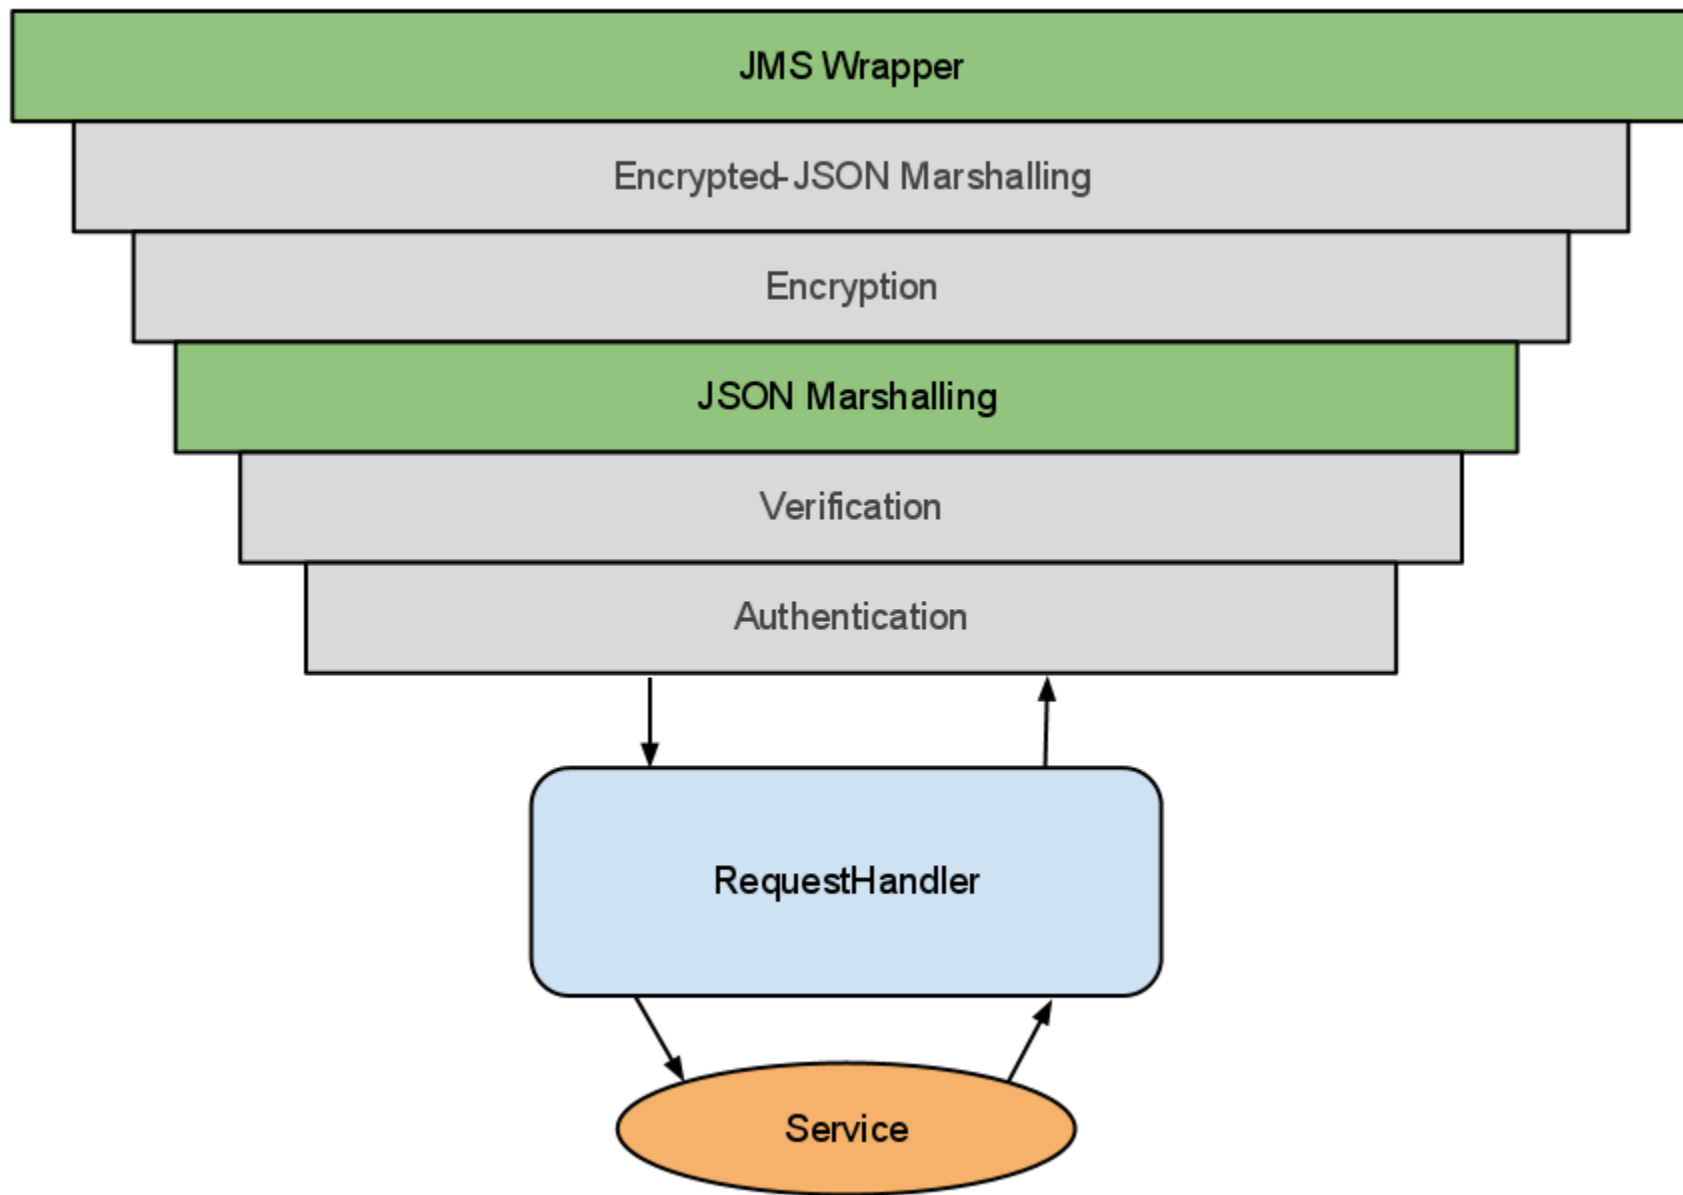 JMS Wrapper
Encrypted-JSON Marshalling
Encryption
JSON Marshalling
Verification
Authentication
RequestHandler
Service